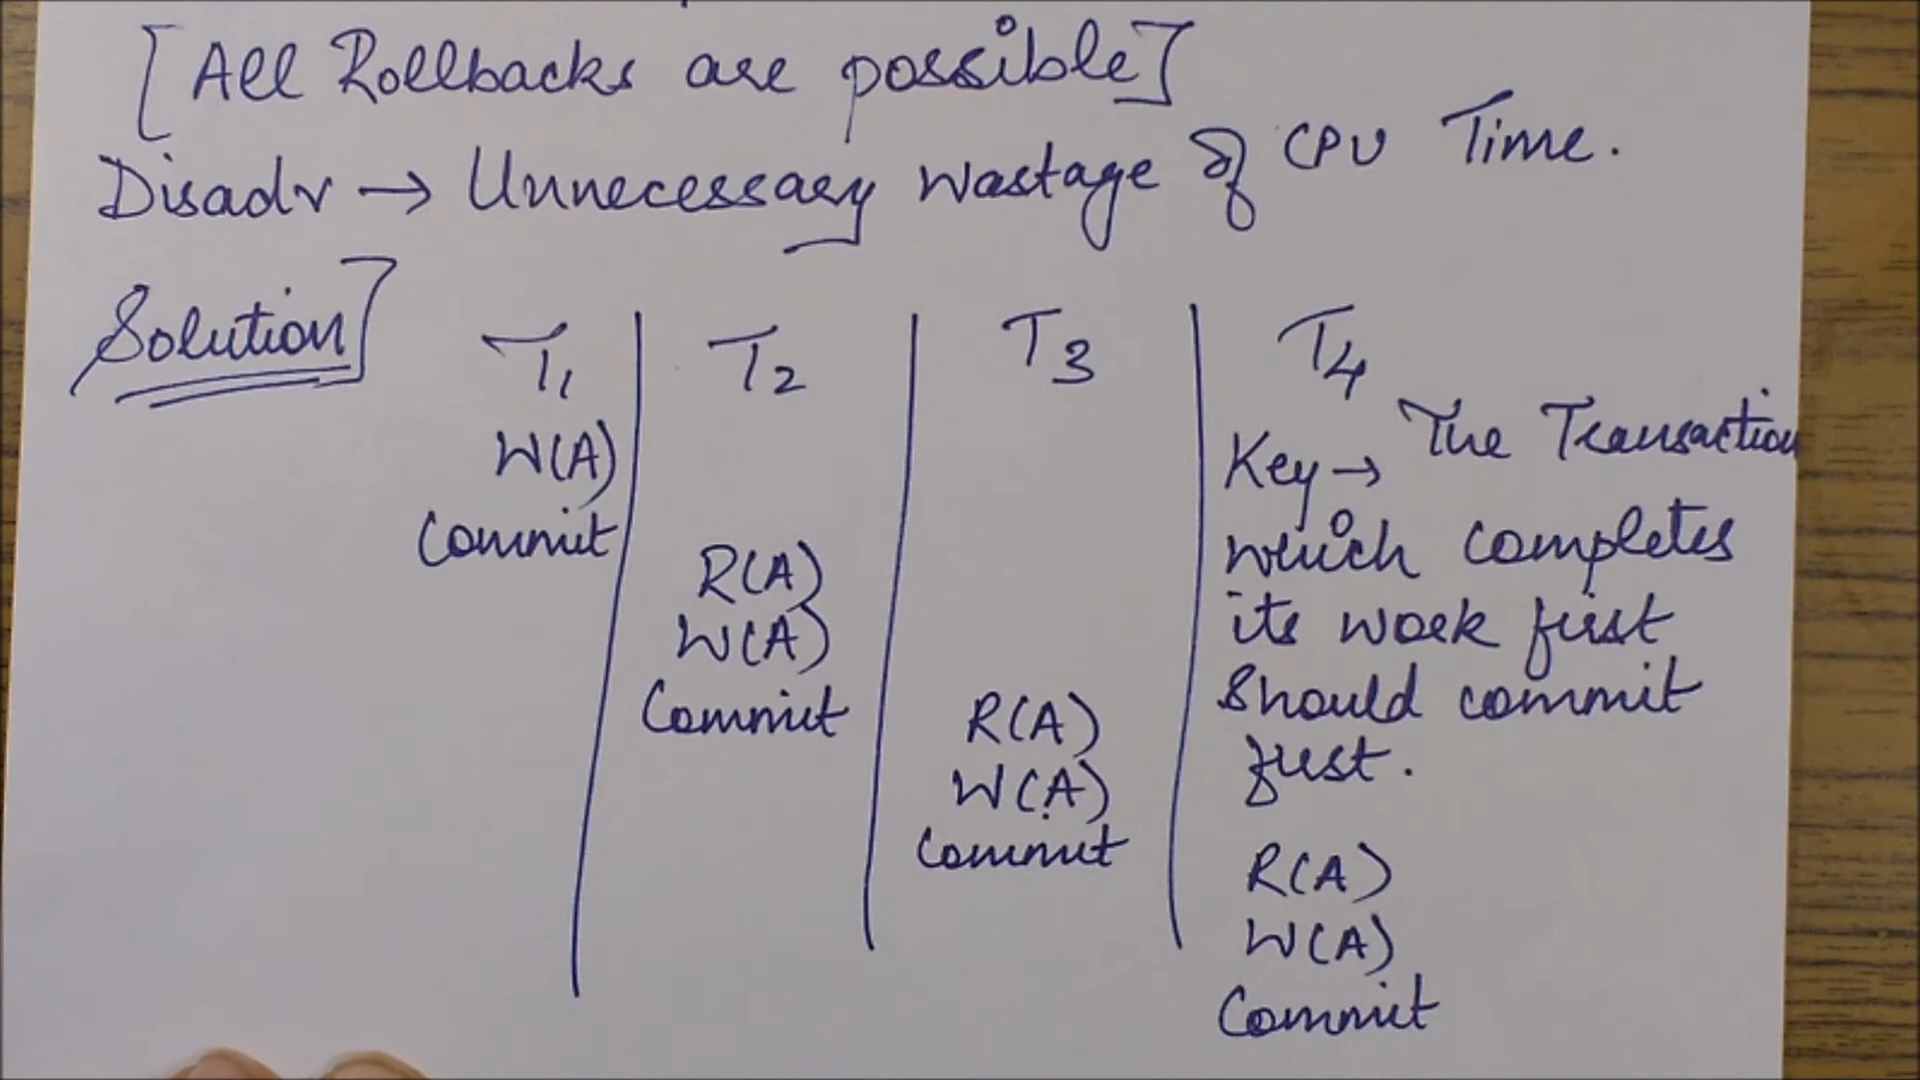 [All Rollbacks are possible]
Disadv → Unnecessary wastage of CPU Time.
Solution]
T1 T2 T3 T4
W(A)
Commit
R(A)
W(A)
Commit
R(A)
W(A)
Commit
Key → The Transaction
which completes
its work first
should commit
first.
R(A)
W(A)
Commit